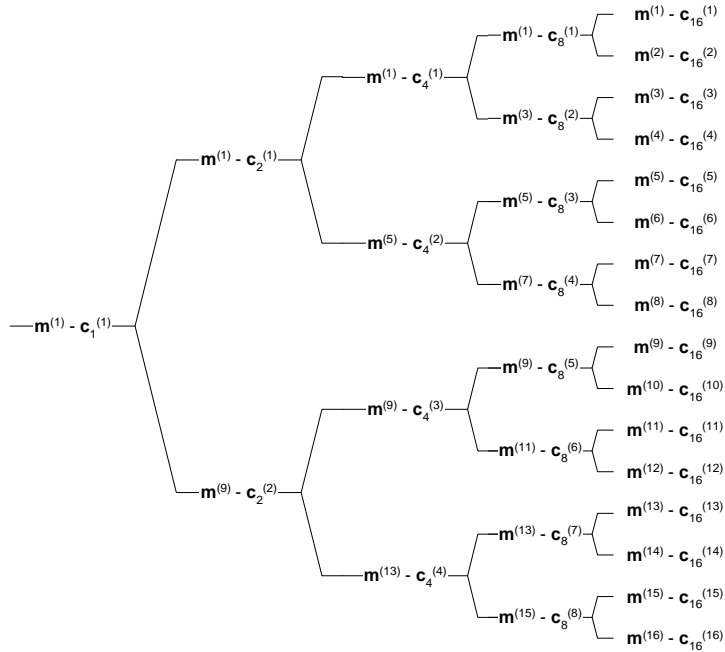 m(1) - c16(1)
m(1) - c8(1)
m(2) - c16(2)
m(1) - c4(1)
m(3) - c16(3)
m(3) - c8(2)
m(4) - c16(4)
m(1) - c2(1)
m(5) - c16(5)
m(5) - c8(3)
m(6) - c16(6)
m(5) - c4(2)
m(7) - c16(7)
m(7) - c8(4)
m(8) - c16(8)
m(1) - c1(1)
m(9) - c16(9)
m(9) - c8(5)
m(10) - c16(10)
m(9) - c4(3)
m(11) - c16(11)
m(11) - c8(6)
m(12) - c16(12)
m(9) - c2(2)
m(13) - c16(13)
m(13) - c8(7)
m(14) - c16(14)
m(13) - c4(4)
m(15) - c16(15)
m(15) - c8(8)
m(16) - c16(16)